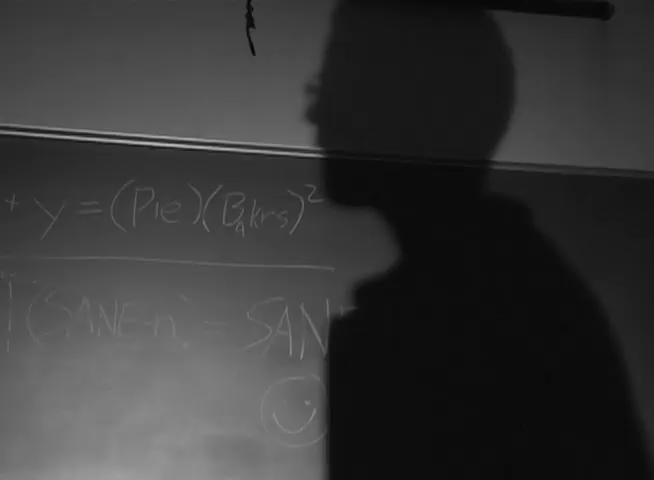 + y = (Pie)(Bakrs)²
(SANE-n) = SAN